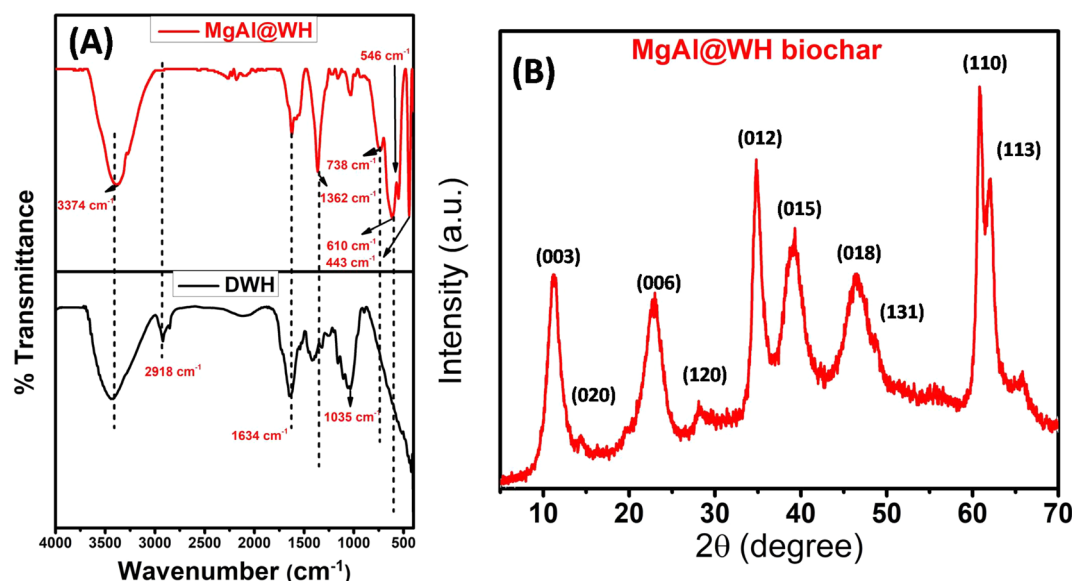 (A)
MgAl@WH
546 cm⁻¹
738 cm⁻¹
3374 cm⁻¹
1362 cm⁻¹
610 cm⁻¹
443 cm⁻¹
DWH
2918 cm⁻¹
1634 cm⁻¹
1035 cm⁻¹
% Transmittance
4000 3500 3000 2500 2000 1500 1000 500
Wavenumber (cm⁻¹)
(B)
MgAl@WH biochar
(003)
(020)
(006)
(120)
(012)
(015)
(018)
(131)
(110)
(113)
Intensity (a.u.)
10 20 30 40 50 60 70
2θ (degree)